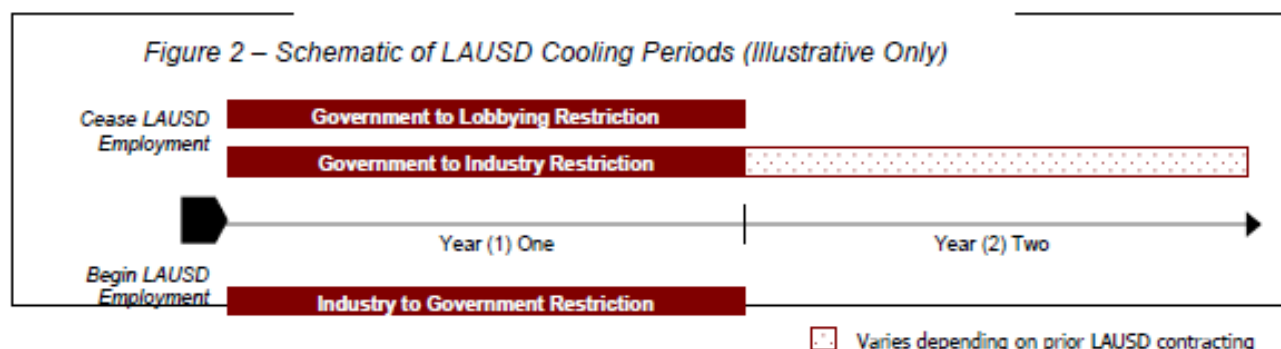 Figure 2 – Schematic of LAUSD Cooling Periods (Illustrative Only)
Cease LAUSD
Employment
Government to Lobbying Restriction
Government to Industry Restriction
Year (1) One
Year (2) Two
Begin LAUSD
Employment
Industry to Government Restriction
Varies depending on prior LAUSD contracting